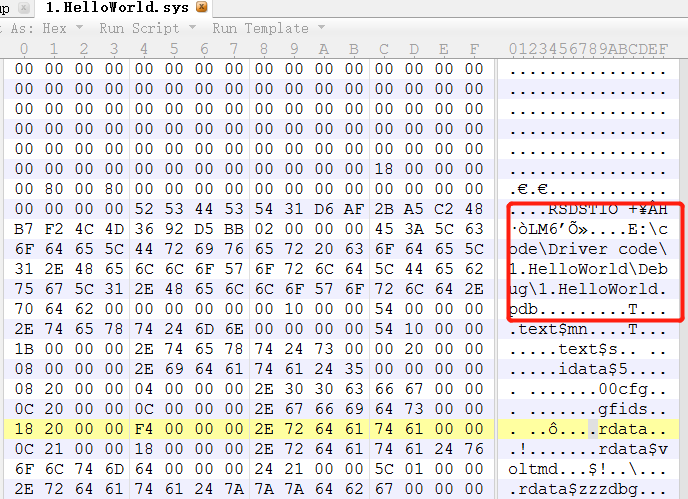 up 1.HelloWorld.sys
t As: Hex Run Script Run Template
0 1 2 3 4 5 6 7 8 9 A B C D E F 0123456789ABCDEF
00 00 00 00 00 00 00 00 00 00 00 00 00 00 00 00 ................
00 00 00 00 00 00 00 00 00 00 00 00 00 00 00 00 ................
00 00 00 00 00 00 00 00 00 00 00 00 00 00 00 00 ................
00 00 00 00 00 00 00 00 00 00 00 00 00 00 00 00 ................
00 00 00 00 00 00 00 00 00 00 00 00 00 00 00 00 ................
00 00 00 00 00 00 00 00 00 00 00 00 18 00 00 00 ................
00 80 00 80 00 00 00 00 00 00 00 00 00 00 00 00 .€.€............
00 00 00 00 52 53 44 53 54 31 D6 AF 2B A5 C2 48 ....RSDST1Ö¯+¥ÂH
B7 F2 4C 4D 36 92 D5 BB 02 00 00 00 45 3A 5C 63 ·òLM6’Õ»....E:\c
6F 64 65 5C 44 72 69 76 65 72 20 63 6F 64 65 5C ode\Driver code\
31 2E 48 65 6C 6C 6F 57 6F 72 6C 64 5C 44 65 62 1.HelloWorld\Deb
75 67 5C 31 2E 48 65 6C 6C 6F 57 6F 72 6C 64 2E ug\1.HelloWorld.
70 64 62 00 00 00 00 00 00 10 00 00 54 00 00 00 pdb.........T...
2E 74 65 78 74 24 6D 6E 00 00 00 00 54 10 00 00 .text$mn....T...
1B 00 00 00 2E 74 65 78 74 24 73 00 00 20 00 00 .....text$s.. ..
08 00 00 00 2E 69 64 61 74 61 24 35 00 00 00 00 .....idata$5....
08 20 00 00 04 00 00 00 2E 30 30 63 66 67 00 00 . .......00cfg..
0C 20 00 00 0C 00 00 00 2E 67 66 69 64 73 00 00 . .......gfids..
18 20 00 00 F4 00 00 00 2E 72 64 61 74 61 00 00 . ..ô....rdata..
0C 21 00 00 18 00 00 00 2E 72 64 61 74 61 24 76 .!.......rdata$v
6F 6C 74 6D 64 00 00 00 24 21 00 00 5C 01 00 00 oltmd...$!..\...
2E 72 64 61 74 61 24 7A 7A 7A 64 62 67 00 00 00 .rdata$zzzdbg...